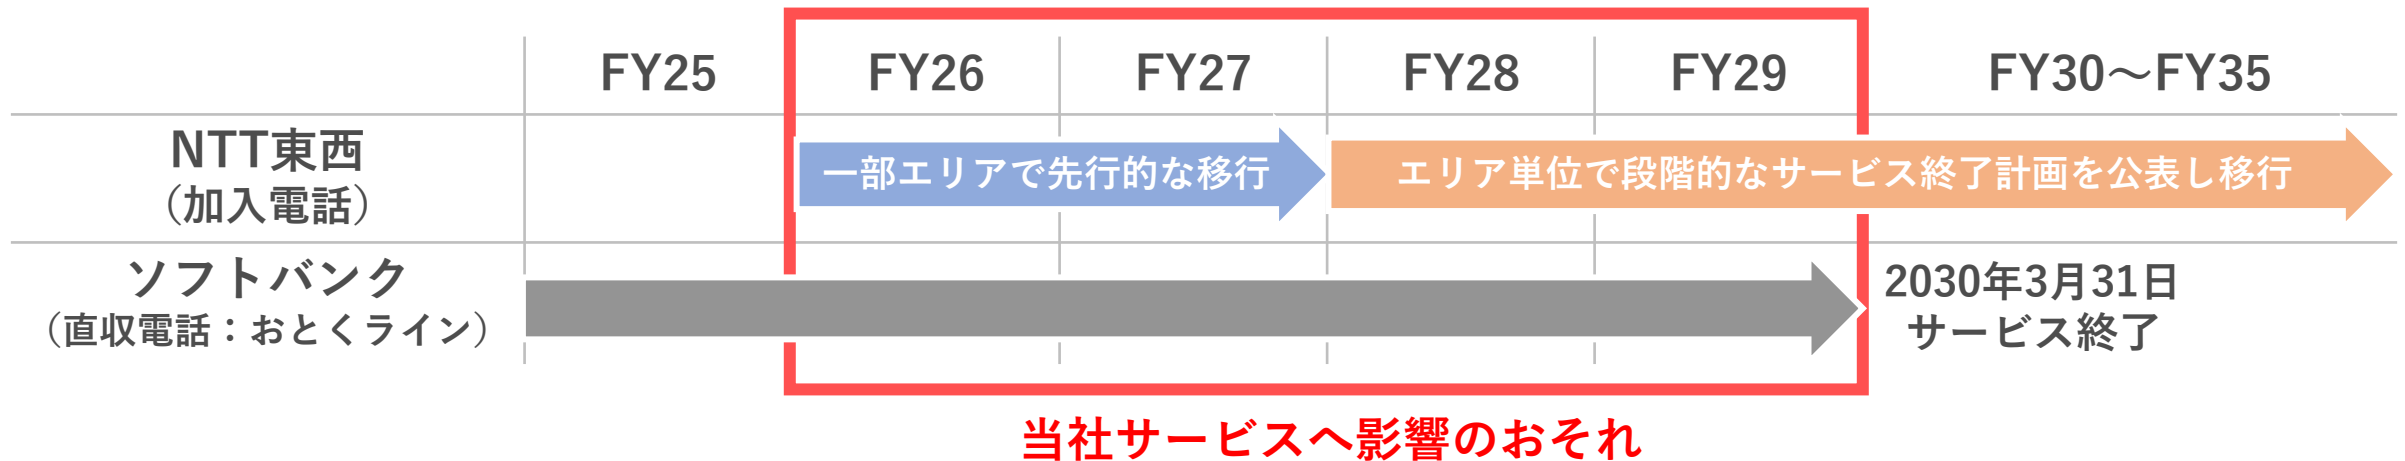 FY25 FY26 FY27 FY28 FY29 FY30～FY35
NTT東西
（加入電話）
一部エリアで先行的な移行
エリア単位で段階的なサービス終了計画を公表し移行
ソフトバンク
（直収電話：おとくライン）
2030年3月31日
サービス終了
当社サービスへ影響のおそれ